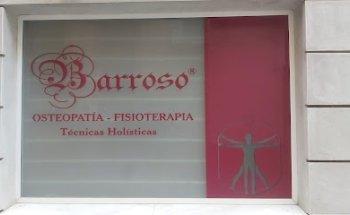 Barroso®
OSTEOPATÍA - FISIOTERAPIA
Técnicas Holísticas